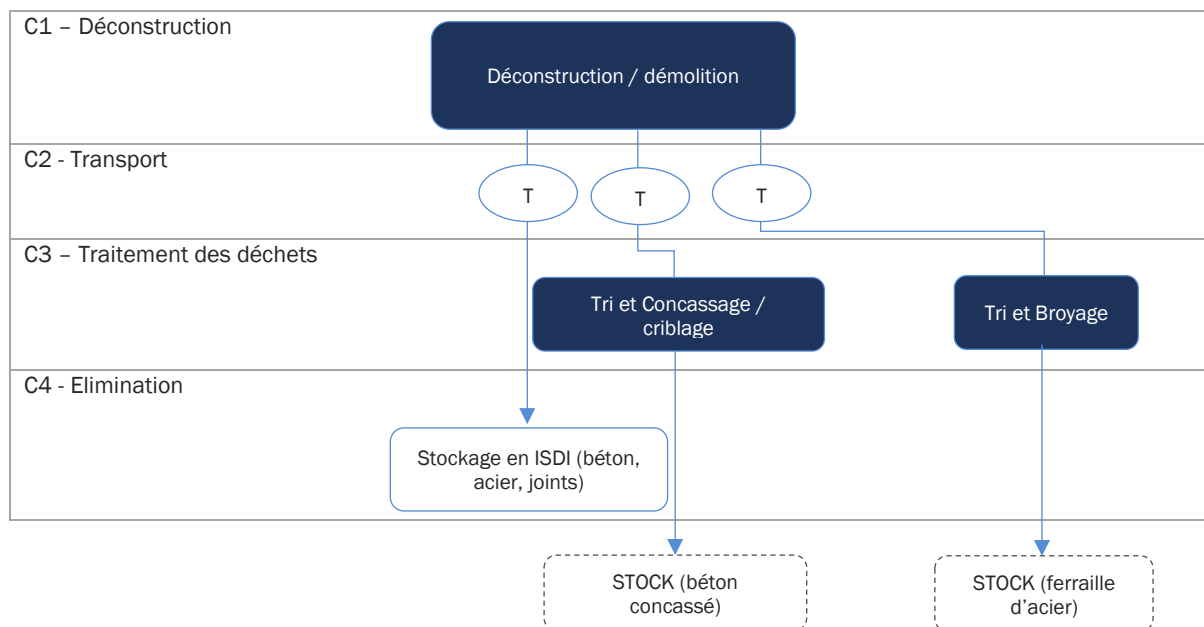 C1 – Déconstruction
Déconstruction / démolition
C2 - Transport
T
T
T
C3 – Traitement des déchets
Tri et Concassage /
criblage
Tri et Broyage
C4 - Elimination
Stockage en ISDI (béton,
acier, joints)
STOCK (béton
concassé)
STOCK (ferraille
d’acier)